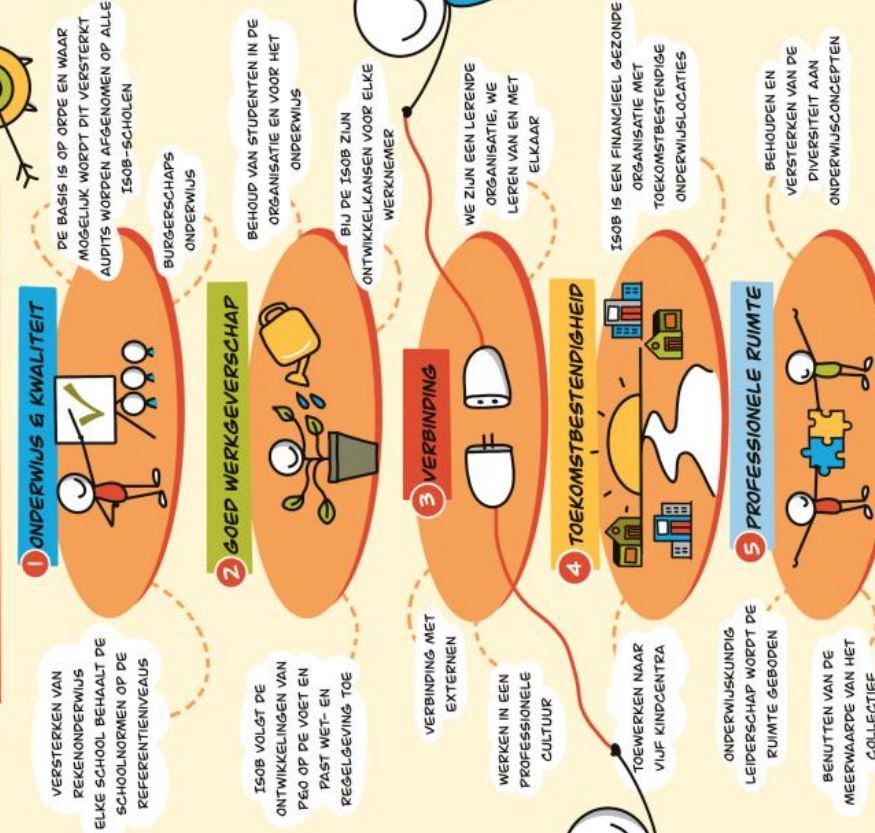 1 ONDERWIJS & KWALITEIT
VERSTERKEN VAN
REKENONDERWIJS
ELKE SCHOOL BEHAALT DE
SCHOOLNORMEN OP DE
REFERENTIENIVEAUS
DE BASIS IS OP ORDE EN WAAR
MOGELIJK WORDT DIT VERSTERKT
AUDITS WORDEN AFGENOMEN OP ALLE
ISOB-SCHOLEN
BURGERSCHAPS
ONDERWIJS
2 GOED WERKGEVERSCHAP
ISOB VOLGT DE
ONTWIKKELINGEN VAN
P&O OP DE VOET EN
PAST WET- EN
REGELGEVING TOE
BEHOUD VAN STUDENTEN IN DE
ORGANISATIE EN VOOR HET
ONDERWIJS
BIJ DE ISOB ZIJN
ONTWIKKELKANSEN VOOR ELKE
WERKNEMER
3 VERBINDING
VERBINDING MET
EXTERNEN
WERKEN IN EEN
PROFESSIONELE
CULTUUR
WE ZIJN EEN LERENDE
ORGANISATIE, WE
LEREN VAN EN MET
ELKAAR
4 TOEKOMSTBESTENDIGHEID
TOEWERKEN NAAR
VIJF KINDCENTRA
ISOB IS EEN FINANCIEEL GEZONDE
ORGANISATIE MET
TOEKOMSTBESTENDIGE
ONDERWIJSLOCATIES
5 PROFESSIONELE RUIMTE
ONDERWIJSKUNDIG
LEIDERSCHAP WORDT DE
RUIMTE GEBODEN
BENUTTEN VAN DE
MEERWAARDE VAN HET
COLLECTIEF
BEHOUDEN EN
VERSTERKEN VAN DE
DIVERSITEIT AAN
ONDERWIJSCONCEPTEN